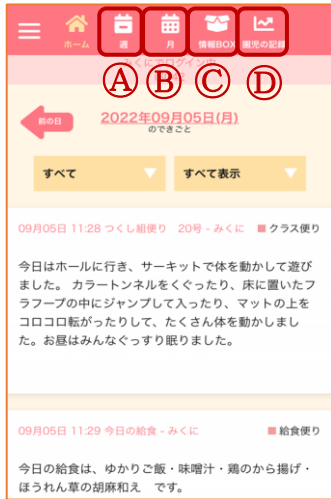 ホーム
週
月
情報BOX
園児の記録
みくにでログイン中
Ⓐ Ⓑ Ⓒ Ⓓ
前の日
2022年09月05日(月)
のできごと
すべて
すべて表示
09月05日 11:28 つくし組便り 20号 - みくに ■ クラス便り
今日はホールに行き、サーキットで体を動かして遊び
ました。 カラートンネルをくぐったり、床に置いたフ
ラフープの中にジャンプして入ったり、マットの上を
コロコロ転がったりして、たくさん体を動かしまし
た。お昼はみんなぐっすり眠りました。
09月05日 11:29 今日の給食 - みくに ■ 給食便り
今日の給食は、ゆかりご飯・味噌汁・鶏のから揚げ・
ほうれん草の胡麻和え です。